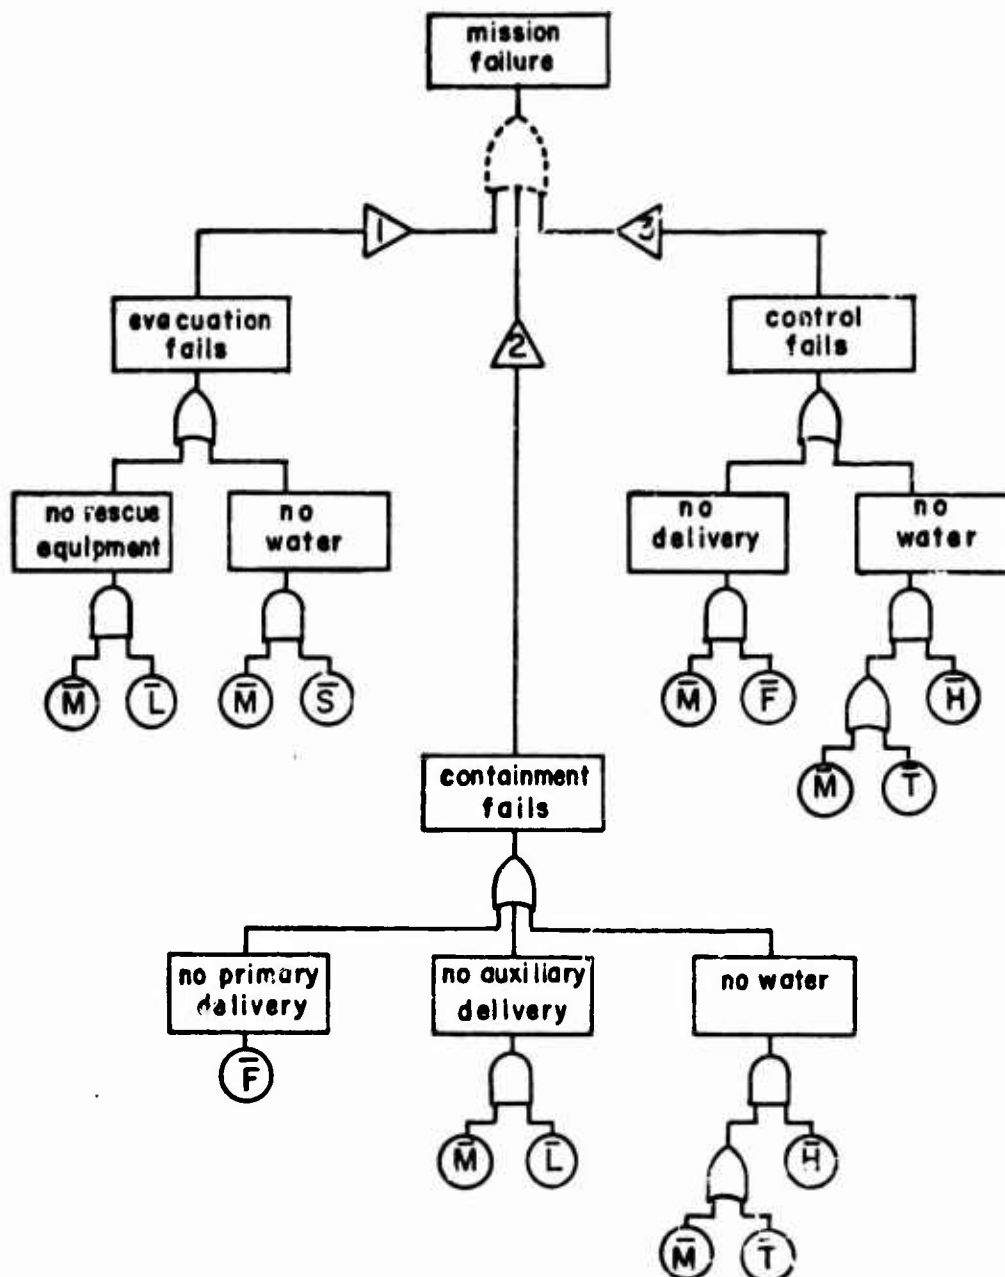 mission
failure
1
3
2
evacuation
fails
control
fails
no rescue
equipment
no
water
no
delivery
no
water
M̅
L̅
M̅
S̅
M̅
F̅
H̅
M̅
T̅
containment
fails
no primary
delivery
no auxiliary
delivery
no water
F̅
M̅
L̅
H̅
M̅
T̅